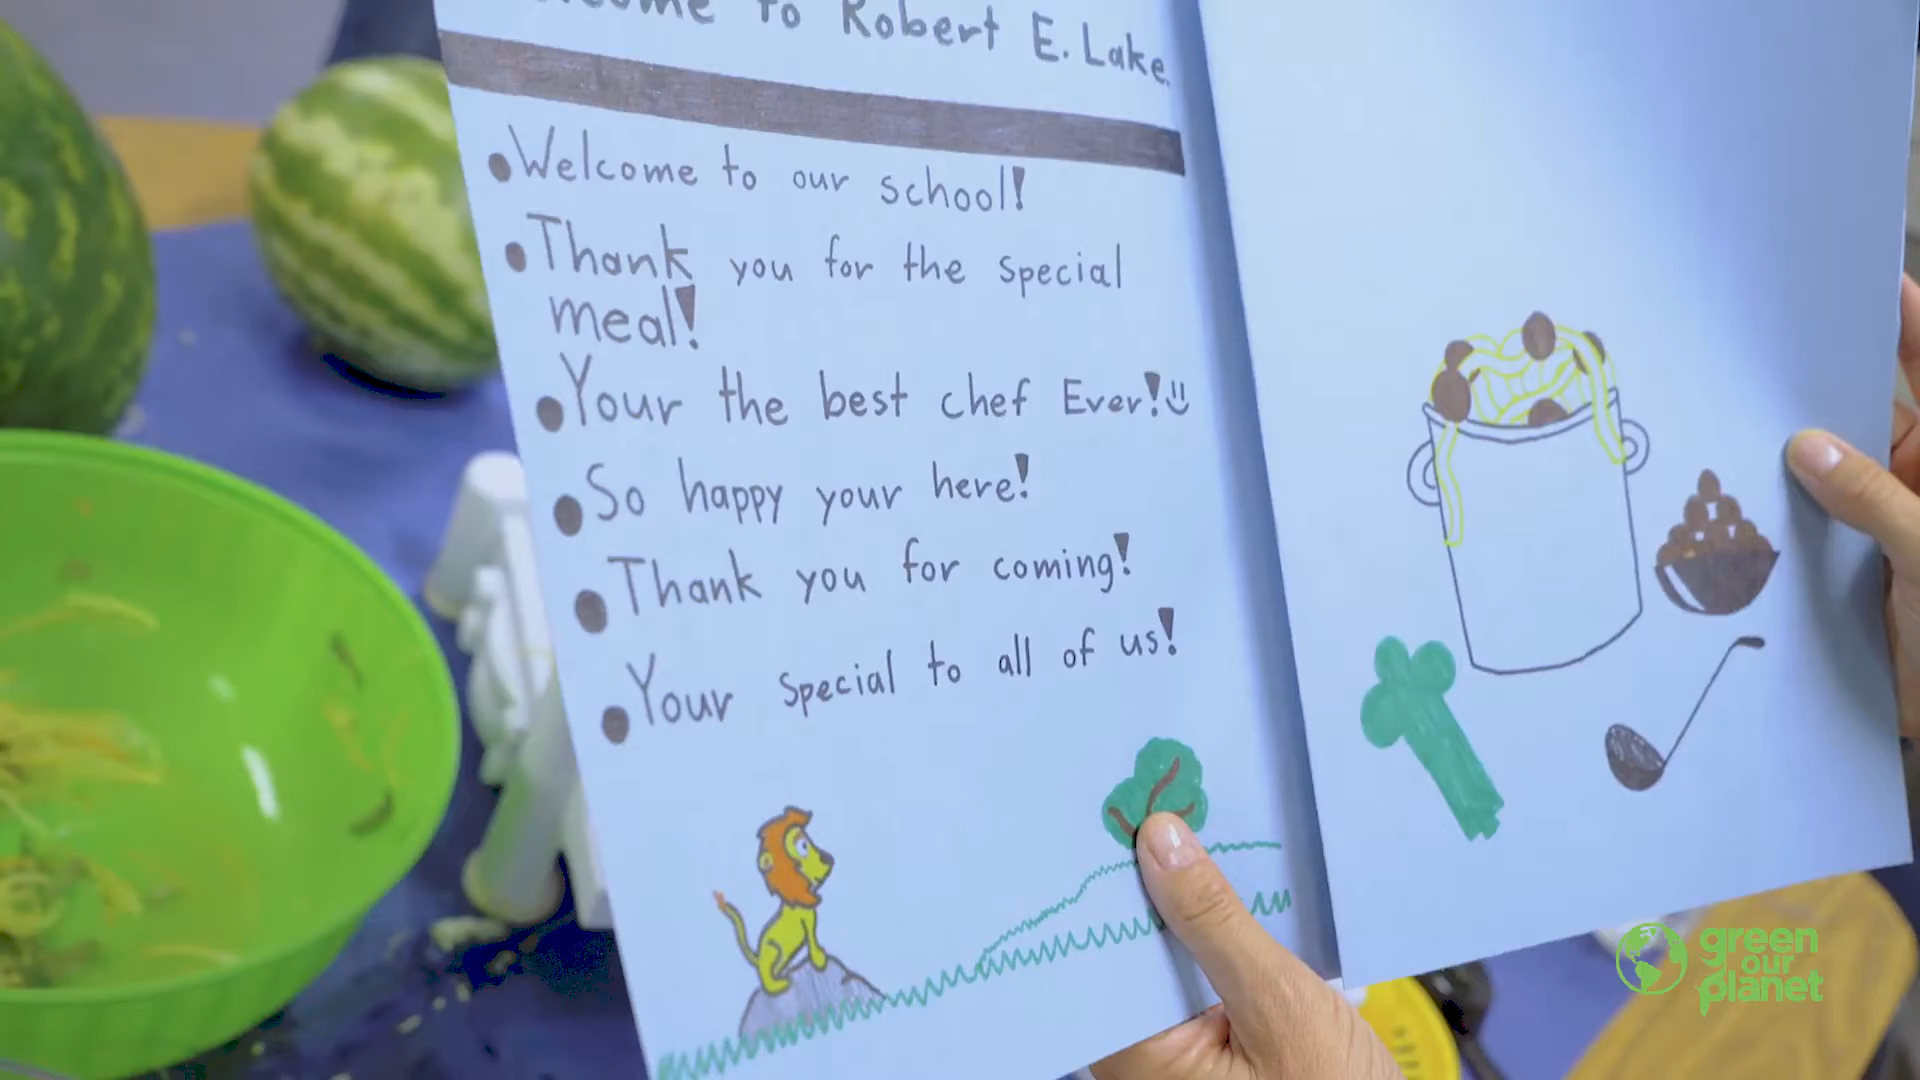 to Robert E. Lake.
• Welcome to our school!
• Thank you for the special
meal!
• Your the best chef Ever!
• So happy your here!
• Thank you for coming!
• Your special to all of us!
green
our
planet